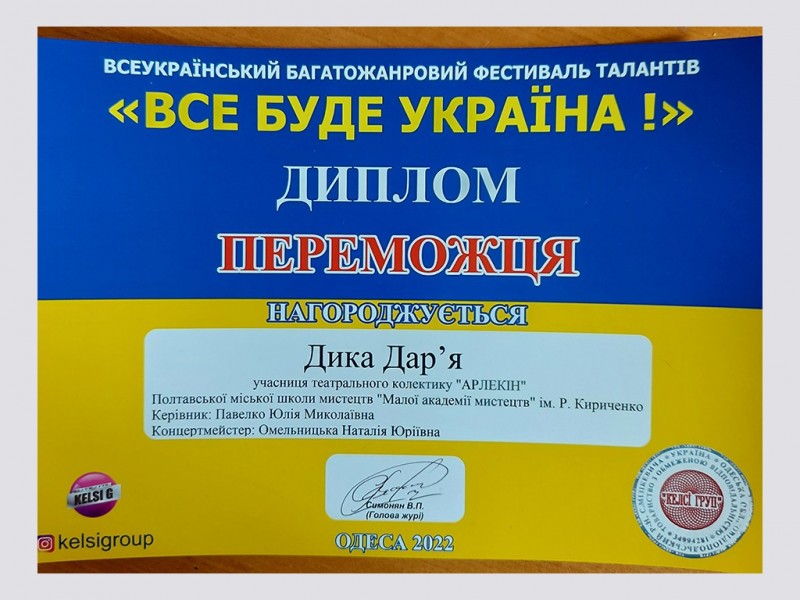 ВСЕУКРАЇНСЬКИЙ БАГАТОЖАНРОВИЙ ФЕСТИВАЛЬ ТАЛАНТІВ
«ВСЕ БУДЕ УКРАЇНА !»
ДИПЛОМ
ПЕРЕМОЖЦЯ
НАГОРОДЖУЄТЬСЯ
Дика Дар’я
учасниця театрального колективу "АРЛЕКІН"
Полтавської міської школи мистецтв "Малої академії мистецтв" ім. Р. Кириченко
Керівник: Павелко Юлія Миколаївна
Концертмейстер: Омельницька Наталія Юріївна
Симонян В.П.
(Голова журі)
KELSI G
kelsigroup
ОДЕСА 2022
УКРАЇНА
"КЕЛСІ ГРУП"